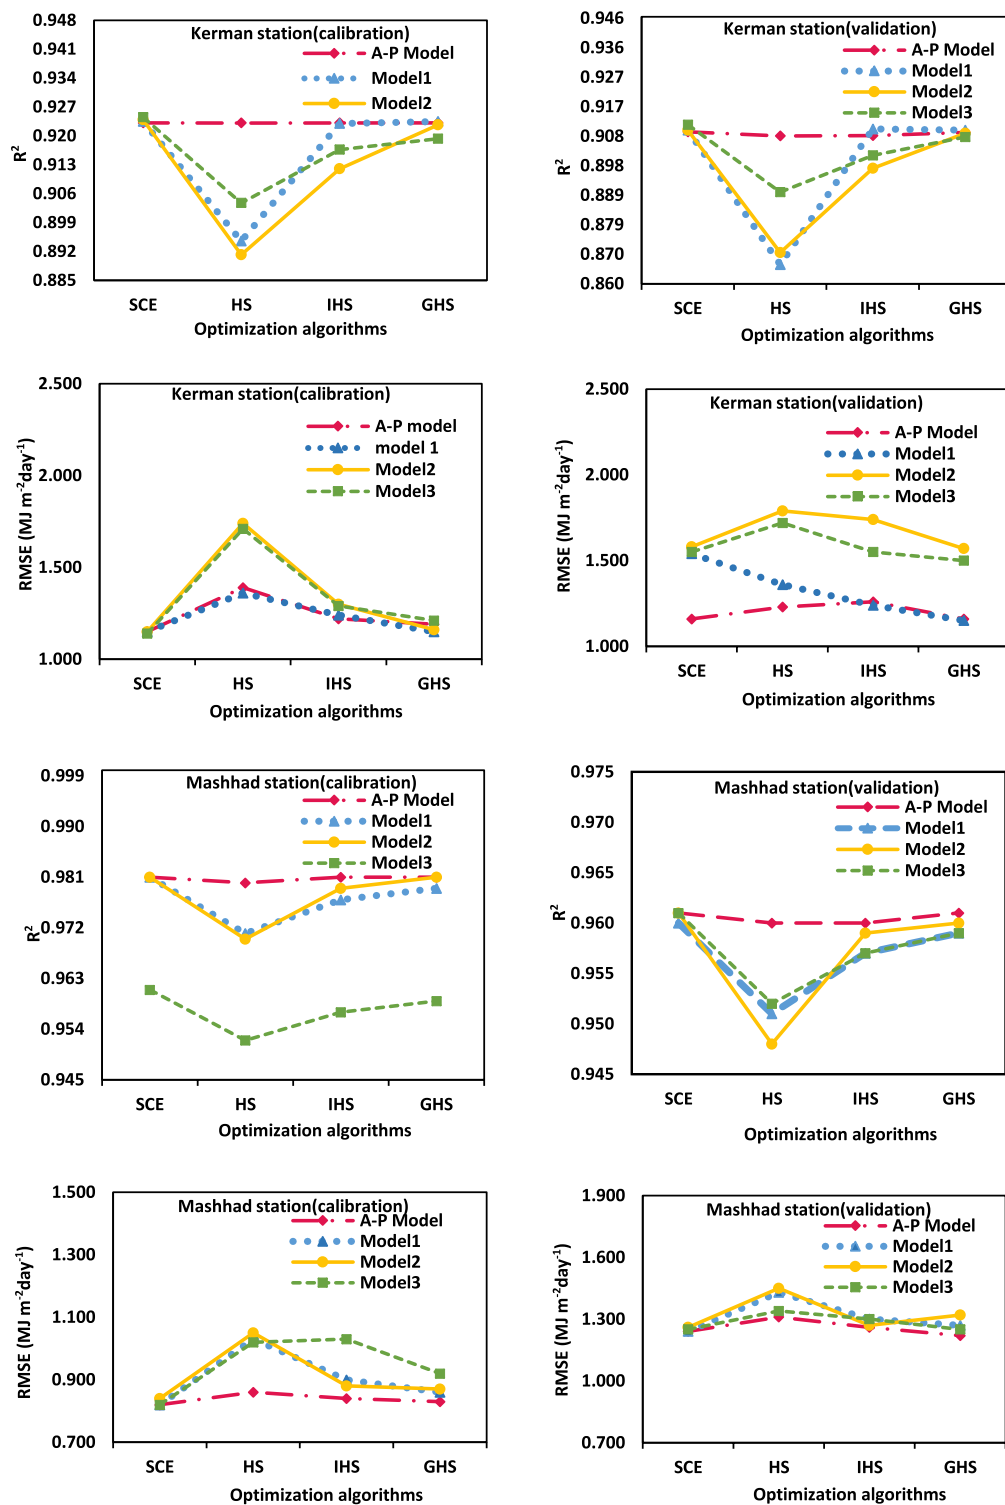 Kerman station(calibration)
A-P Model
Model1
Model2
Model3
0.948
0.941
0.934
0.927
0.920
0.913
0.906
0.899
0.892
0.885
R²
SCE HS IHS GHS
Optimization algorithms
Kerman station(validation)
A-P Model
Model1
Model2
Model3
0.946
0.936
0.927
0.917
0.908
0.898
0.889
0.879
0.870
0.860
R²
SCE HS IHS GHS
Optimization algorithms
Kerman station(calibration)
A-P model
model 1
Model2
Model3
2.500
2.000
1.500
1.000
RMSE (MJ m⁻²day⁻¹)
SCE HS IHS GHS
Optimization algorithms
Kerman station(validation)
A-P Model
Model1
Model2
Model3
2.500
2.000
1.500
1.000
RMSE (MJ m⁻²day⁻¹)
SCE HS IHS GHS
Optimization algorithms
Mashhad station(calibration)
A-P Model
Model1
Model2
Model3
0.999
0.990
0.981
0.972
0.963
0.954
0.945
R²
SCE HS IHS GHS
Optimization algorithms
Mashhad station(validation)
A-P Model
Model1
Model2
Model3
0.975
0.970
0.965
0.960
0.955
0.950
0.945
R²
SCE HS IHS GHS
Optimization algorithms
Mashhad station(calibration)
A-P Model
Model1
Model2
Model3
1.500
1.300
1.100
0.900
0.700
RMSE (MJ m⁻²day⁻¹)
SCE HS IHS GHS
Optimization algorithms
Mashhad station(validation)
A-P Model
Model1
Model2
Model3
1.900
1.600
1.300
1.000
0.700
RMSE (MJ m⁻²day⁻¹)
SCE HS IHS GHS
Optimization algorithms